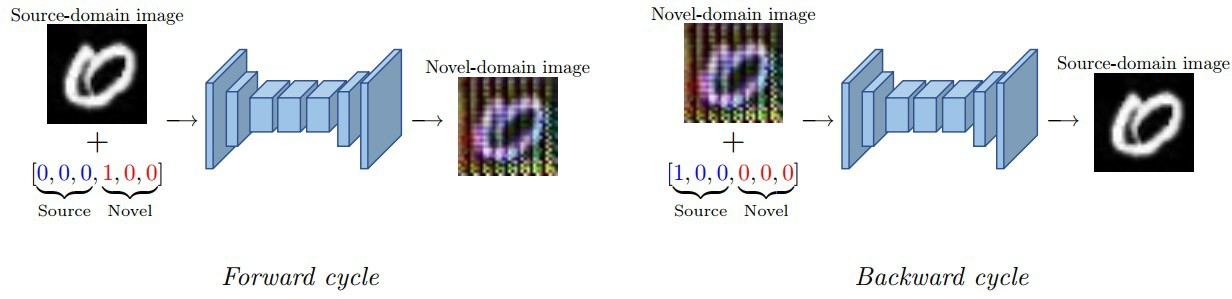 Source-domain image
+
[0,0,0,1,0,0]
Source Novel
Novel-domain image
Forward cycle
Novel-domain image
+
[1,0,0,0,0,0]
Source Novel
Source-domain image
Backward cycle